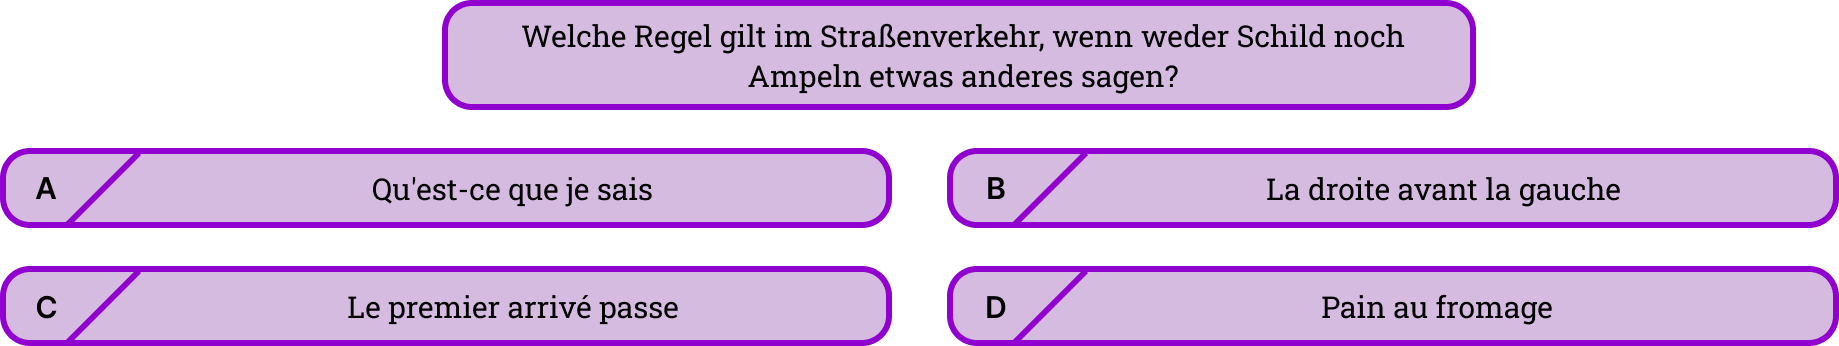 Welche Regel gilt im Straßenverkehr, wenn weder Schild noch
Ampeln etwas anderes sagen?
A Qu'est-ce que je sais
B La droite avant la gauche
C Le premier arrivé passe
D Pain au fromage